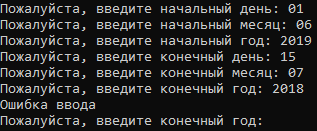 Пожалуйста, введите начальный день: 01
Пожалуйста, введите начальный месяц: 06
Пожалуйста, введите начальный год: 2019
Пожалуйста, введите конечный день: 15
Пожалуйста, введите конечный месяц: 07
Пожалуйста, введите конечный год: 2018
Ошибка ввода
Пожалуйста, введите конечный год: